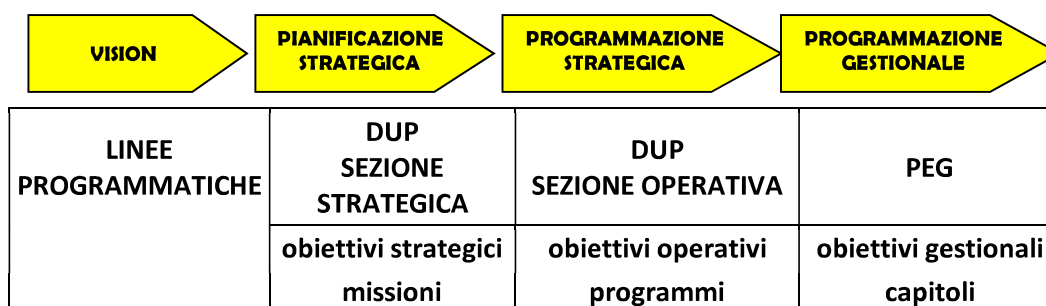 VISION
PIANIFICAZIONE
STRATEGICA
PROGRAMMAZIONE
STRATEGICA
PROGRAMMAZIONE
GESTIONALE
LINEE
PROGRAMMATICHE
DUP
SEZIONE
STRATEGICA
DUP
SEZIONE OPERATIVA
PEG
obiettivi strategici
missioni
obiettivi operativi
programmi
obiettivi gestionali
capitoli